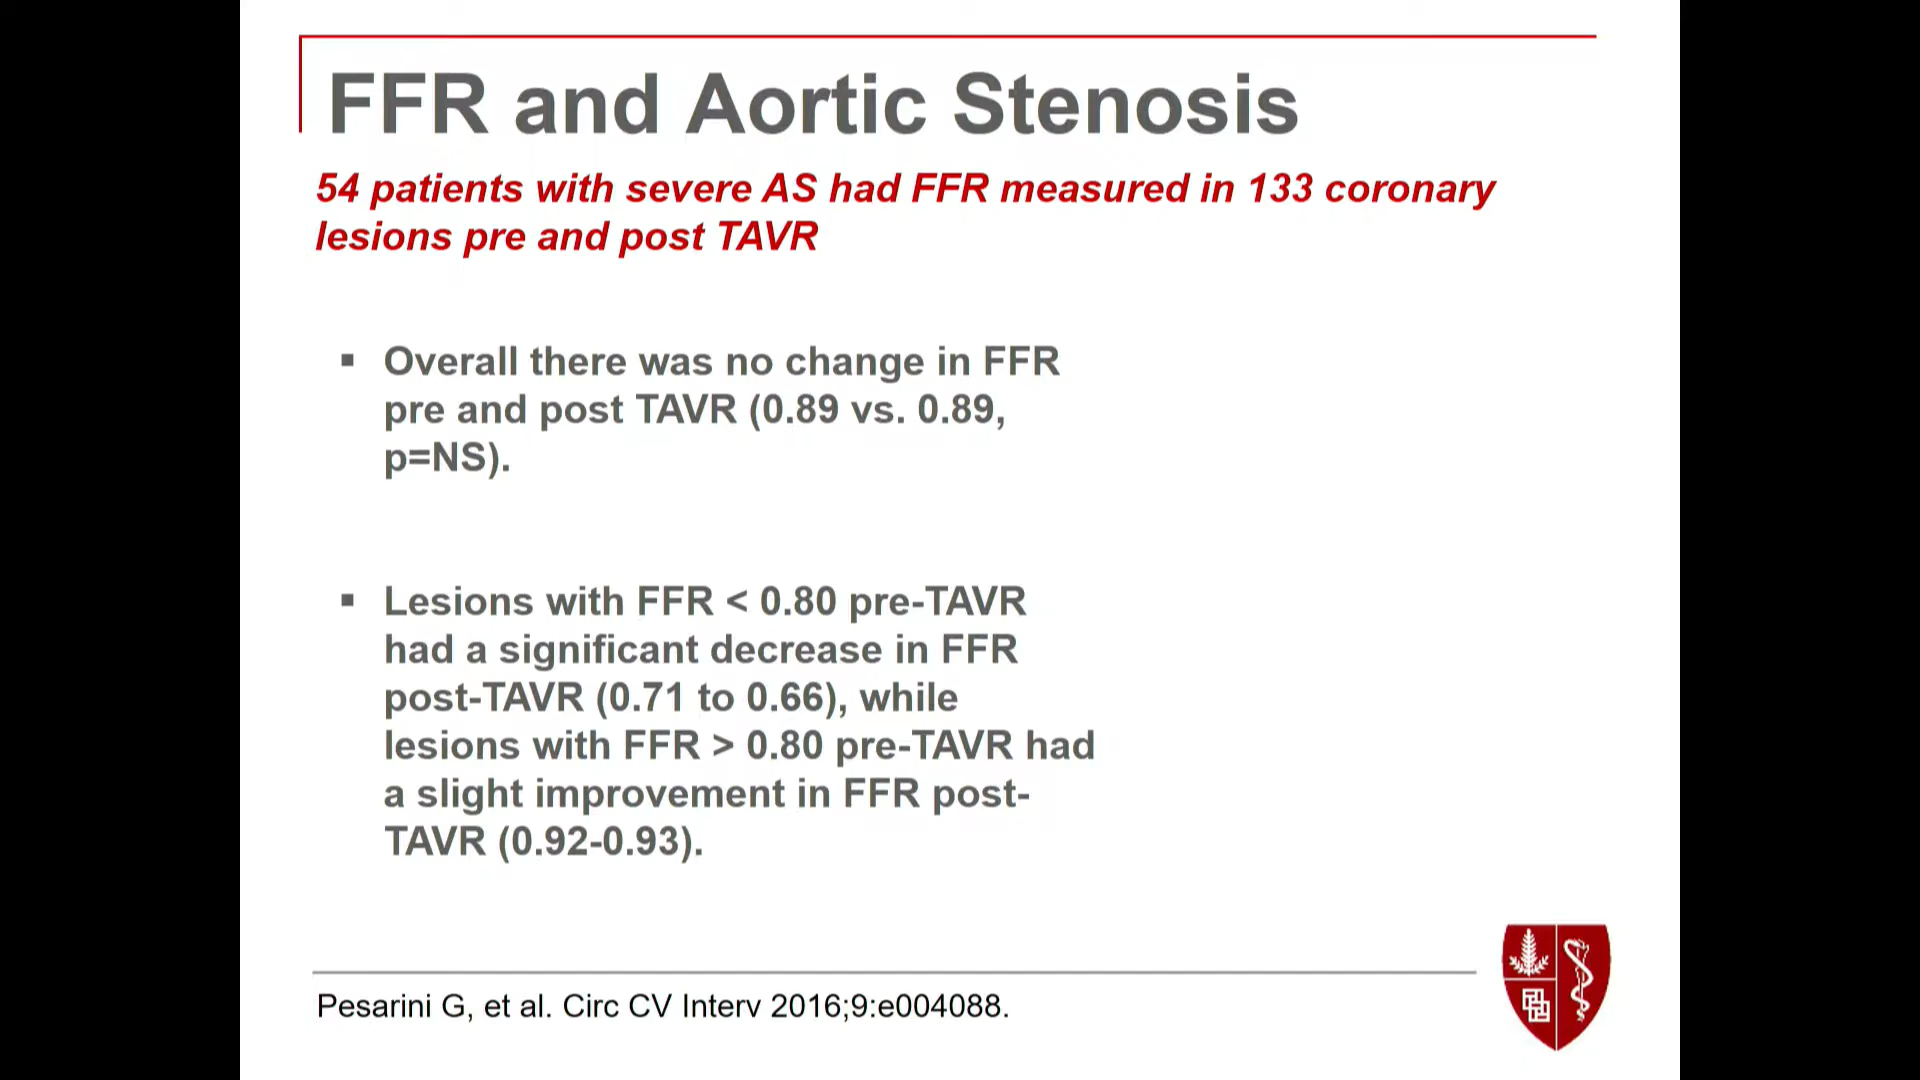 FFR and Aortic Stenosis
54 patients with severe AS had FFR measured in 133 coronary
lesions pre and post TAVR
▪ Overall there was no change in FFR
pre and post TAVR (0.89 vs. 0.89,
p=NS).
▪ Lesions with FFR < 0.80 pre-TAVR
had a significant decrease in FFR
post-TAVR (0.71 to 0.66), while
lesions with FFR > 0.80 pre-TAVR had
a slight improvement in FFR post-
TAVR (0.92-0.93).
Pesarini G, et al. Circ CV Interv 2016;9:e004088.